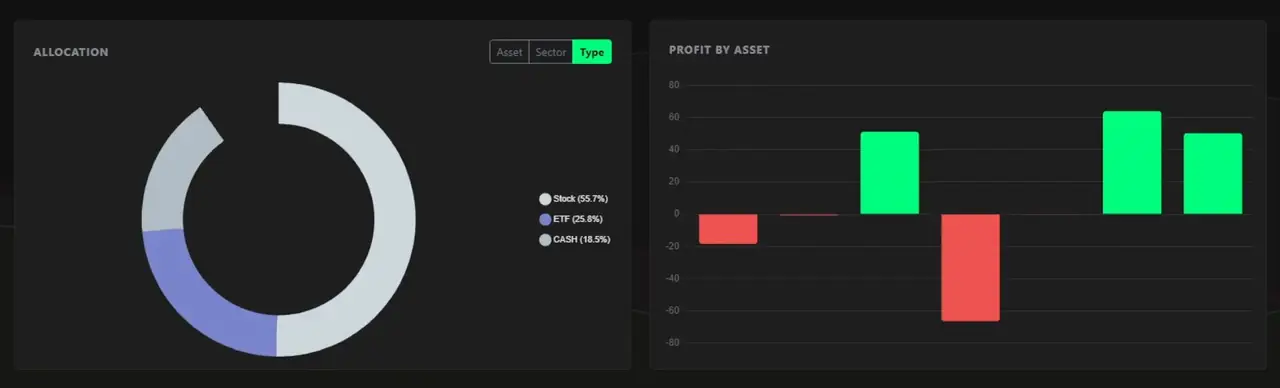 ALLOCATION
Asset Sector Type
Stock (55.7%)
ETF (25.8%)
CASH (18.5%)
PROFIT BY ASSET
80
60
40
20
0
-20
-40
-60
-80